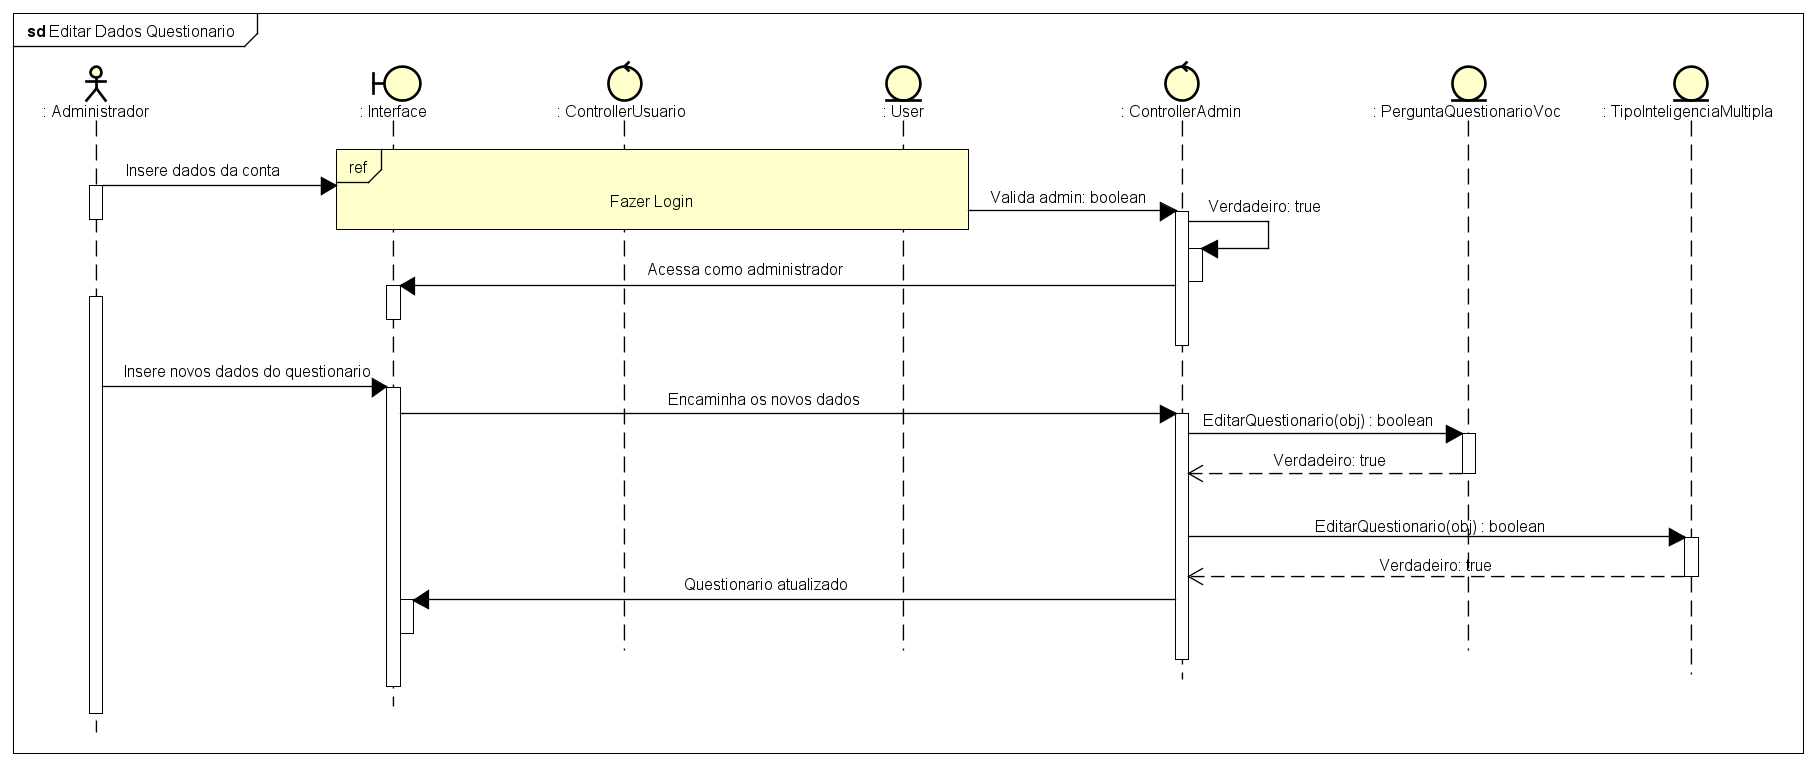 sd Editar Dados Questionario
: Administrador
: Interface
: ControllerUsuario
: User
: ControllerAdmin
: PerguntaQuestionarioVoc
: TipoInteligenciaMultipla
ref
Insere dados da conta
Fazer Login
Valida admin: boolean
Verdadeiro: true
Acessa como administrador
Insere novos dados do questionario
Encaminha os novos dados
EditarQuestionario(obj) : boolean
Verdadeiro: true
EditarQuestionario(obj) : boolean
Verdadeiro: true
Questionario atualizado